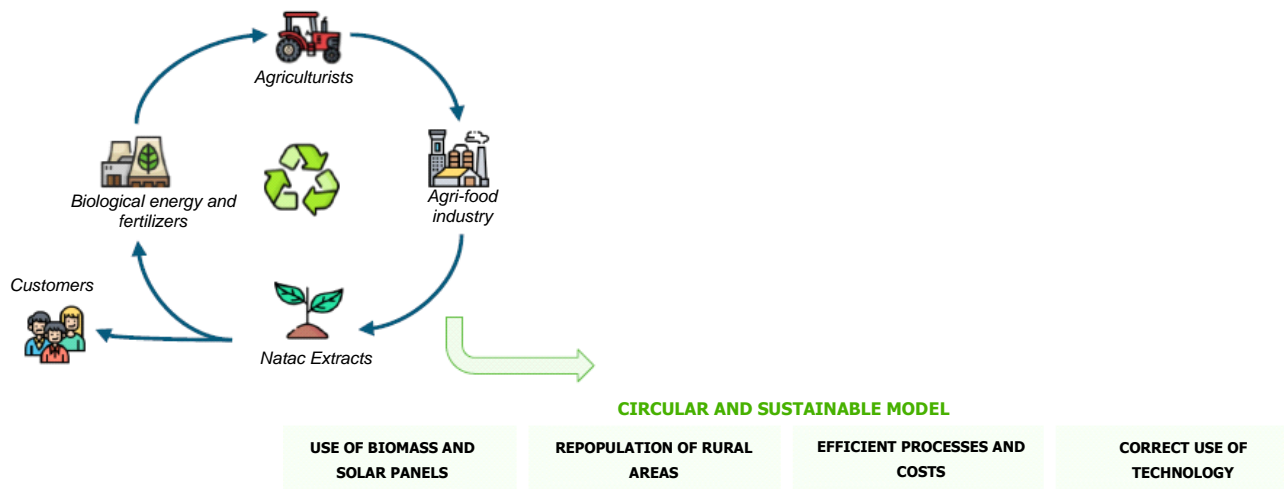 Agriculturists
Biological energy and
fertilizers
Agri-food
industry
Customers
Natac Extracts
CIRCULAR AND SUSTAINABLE MODEL
USE OF BIOMASS AND
SOLAR PANELS
REPOPULATION OF RURAL
AREAS
EFFICIENT PROCESSES AND
COSTS
CORRECT USE OF
TECHNOLOGY